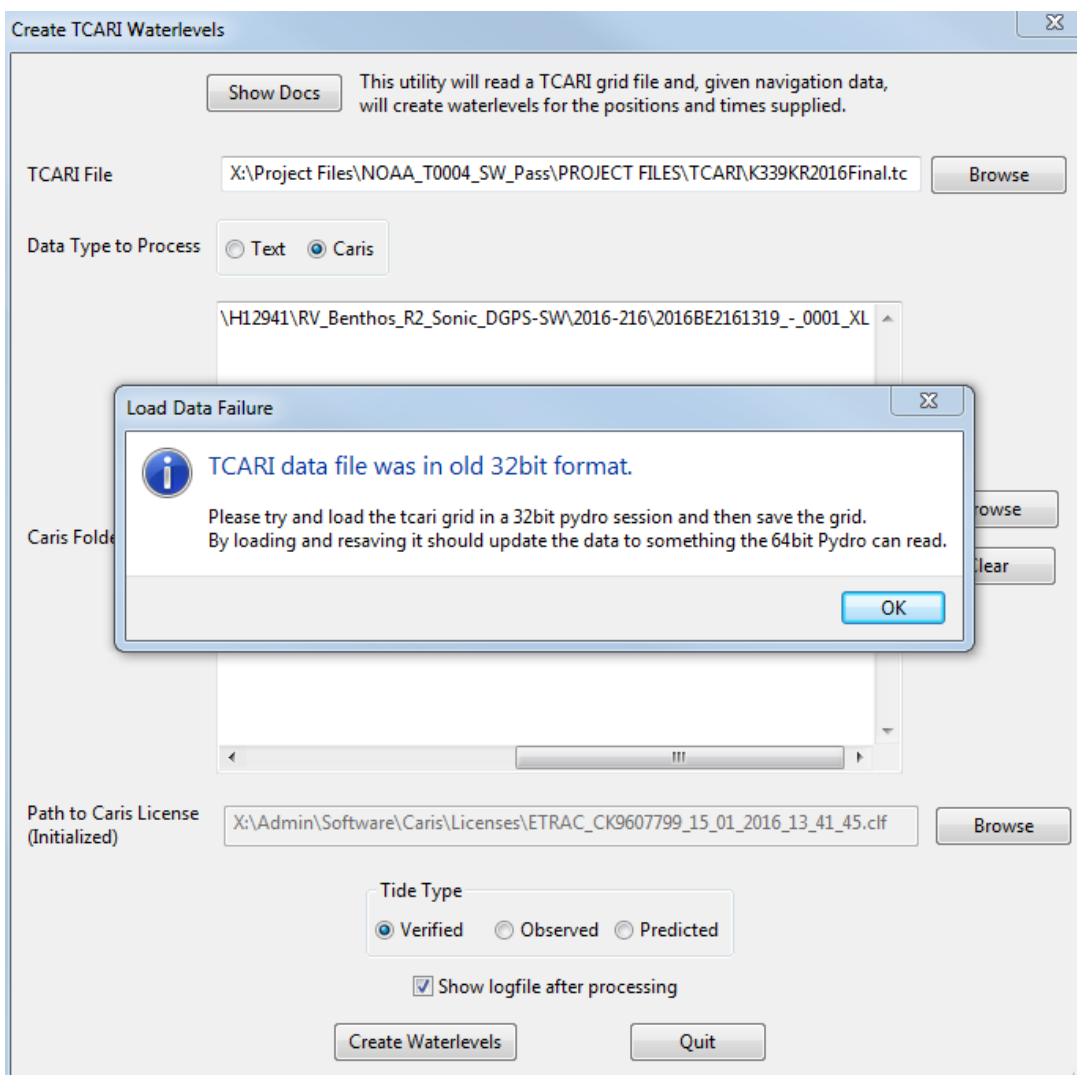 Create TCARI Waterlevels
Show Docs
This utility will read a TCARI grid file and, given navigation data,
will create waterlevels for the positions and times supplied.
TCARI File
X:\Project Files\NOAA_T0004_SW_Pass\PROJECT FILES\TCARI\K339KR2016Final.tc
Browse
Data Type to Process
Text
Caris
\H12941\RV_Benthos_R2_Sonic_DGPS-SW\2016-216\2016BE2161319_-_0001_XL
Load Data Failure
TCARI data file was in old 32bit format.
Please try and load the tcari grid in a 32bit pydro session and then save the grid.
By loading and resaving it should update the data to something the 64bit Pydro can read.
OK
Caris Folde
rowse
lear
Path to Caris License
(Initialized)
X:\Admin\Software\Caris\Licenses\ETRAC_CK9607799_15_01_2016_13_41_45.clf
Browse
Tide Type
Verified
Observed
Predicted
Show logfile after processing
Create Waterlevels
Quit